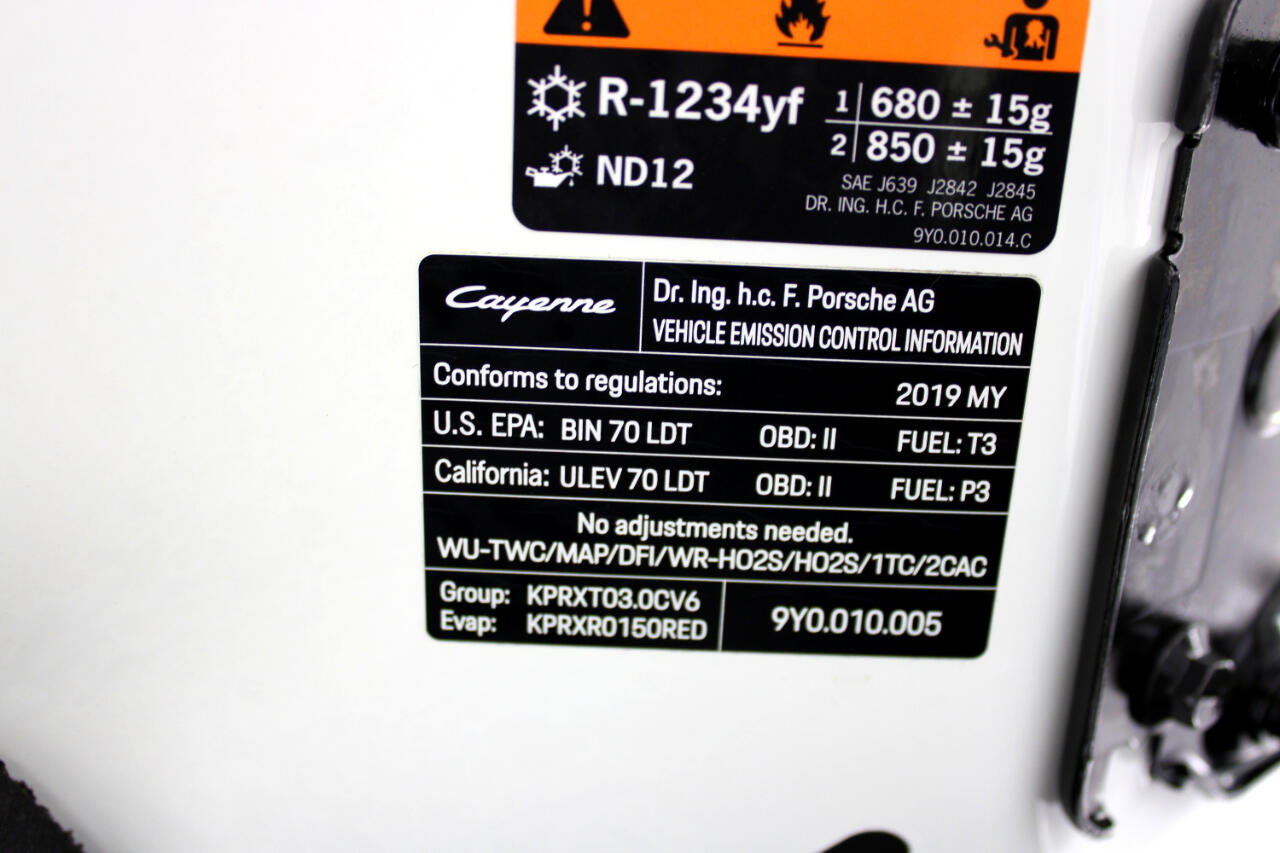 R-1234yf 1 680 ± 15g
2 850 ± 15g
ND12
SAE J639 J2842 J2845
DR. ING. H.C. F. PORSCHE AG
9Y0.010.014.C
Cayenne
Dr. Ing. h.c. F. Porsche AG
VEHICLE EMISSION CONTROL INFORMATION
Conforms to regulations: 2019 MY
U.S. EPA: BIN 70 LDT OBD: II FUEL: T3
California: ULEV 70 LDT OBD: II FUEL: P3
No adjustments needed.
WU-TWC/MAP/DFI/WR-HO2S/HO2S/1TC/2CAC
Group: KPRXT03.0CV6
Evap: KPRXR0150RED
9Y0.010.005